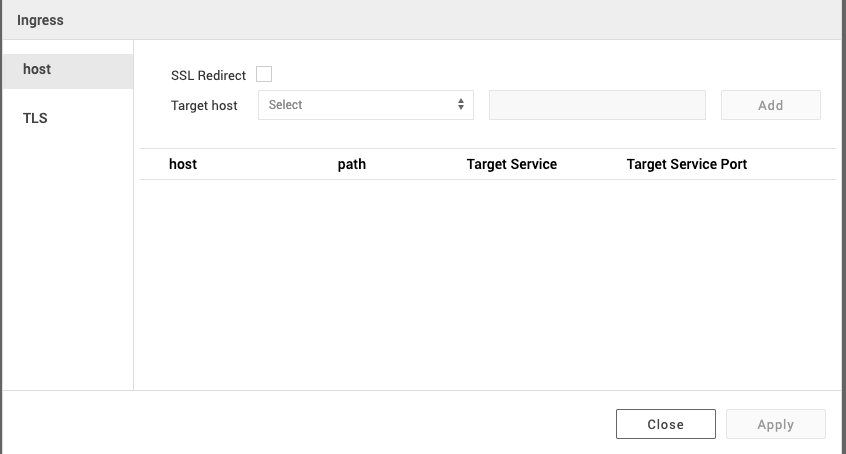 Ingress
host
TLS
SSL Redirect
Target host Select Add
host path Target Service Target Service Port
Close Apply